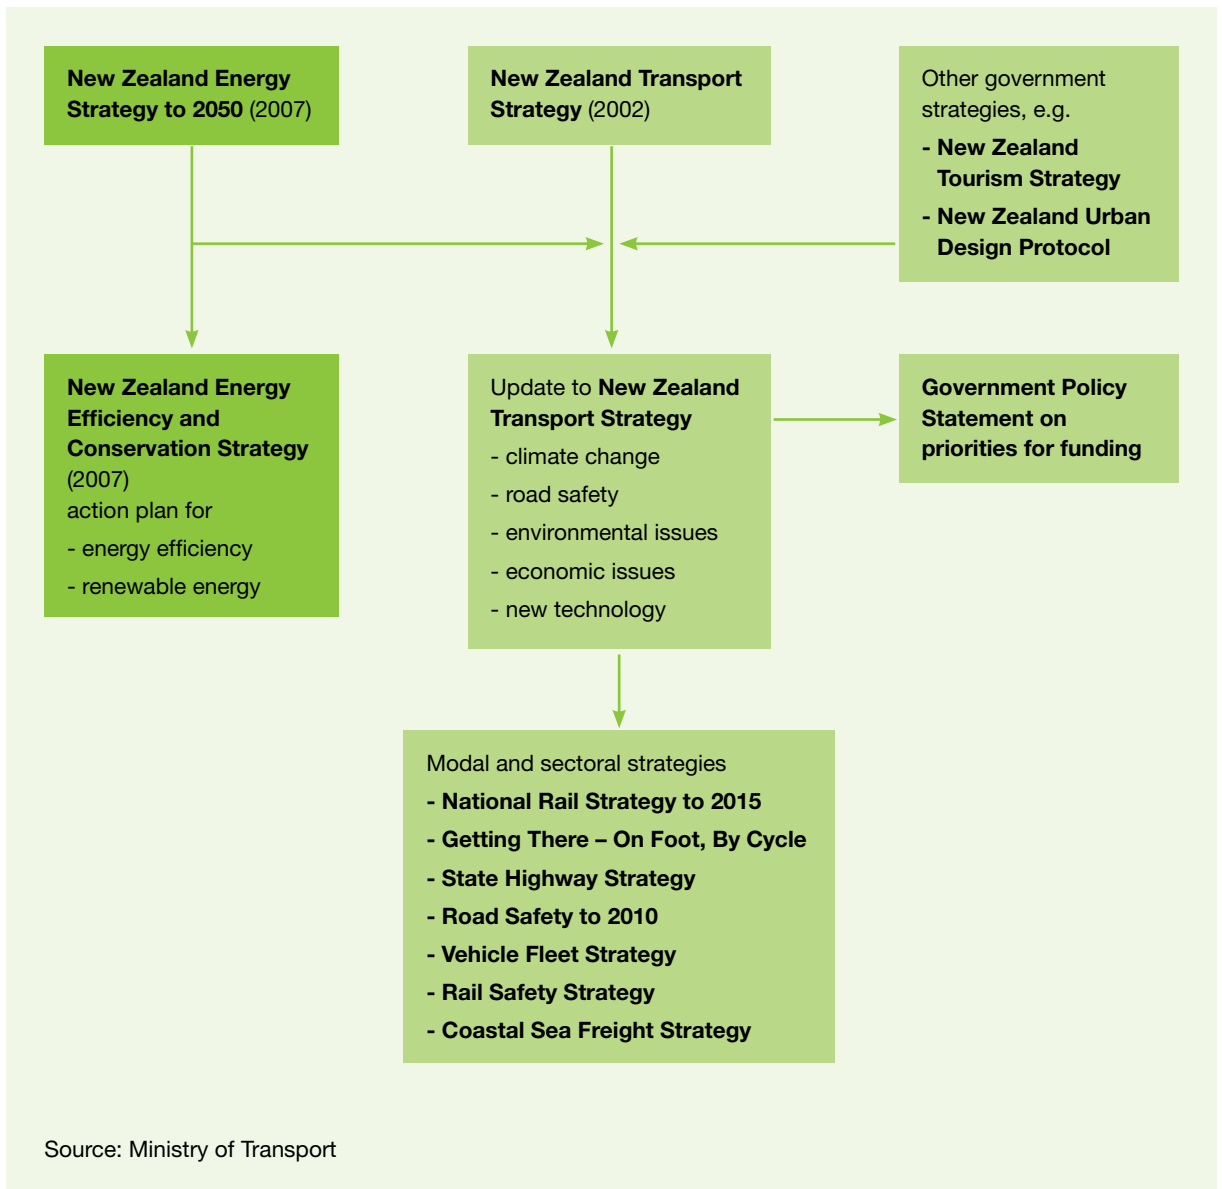 New Zealand Energy
Strategy to 2050 (2007)
New Zealand Transport
Strategy (2002)
Other government
strategies, e.g.
- New Zealand
Tourism Strategy
- New Zealand Urban
Design Protocol
New Zealand Energy
Efficiency and
Conservation Strategy
(2007)
action plan for
- energy efficiency
- renewable energy
Update to New Zealand
Transport Strategy
- climate change
- road safety
- environmental issues
- economic issues
- new technology
Government Policy
Statement on
priorities for funding
Modal and sectoral strategies
- National Rail Strategy to 2015
- Getting There – On Foot, By Cycle
- State Highway Strategy
- Road Safety to 2010
- Vehicle Fleet Strategy
- Rail Safety Strategy
- Coastal Sea Freight Strategy
Source: Ministry of Transport